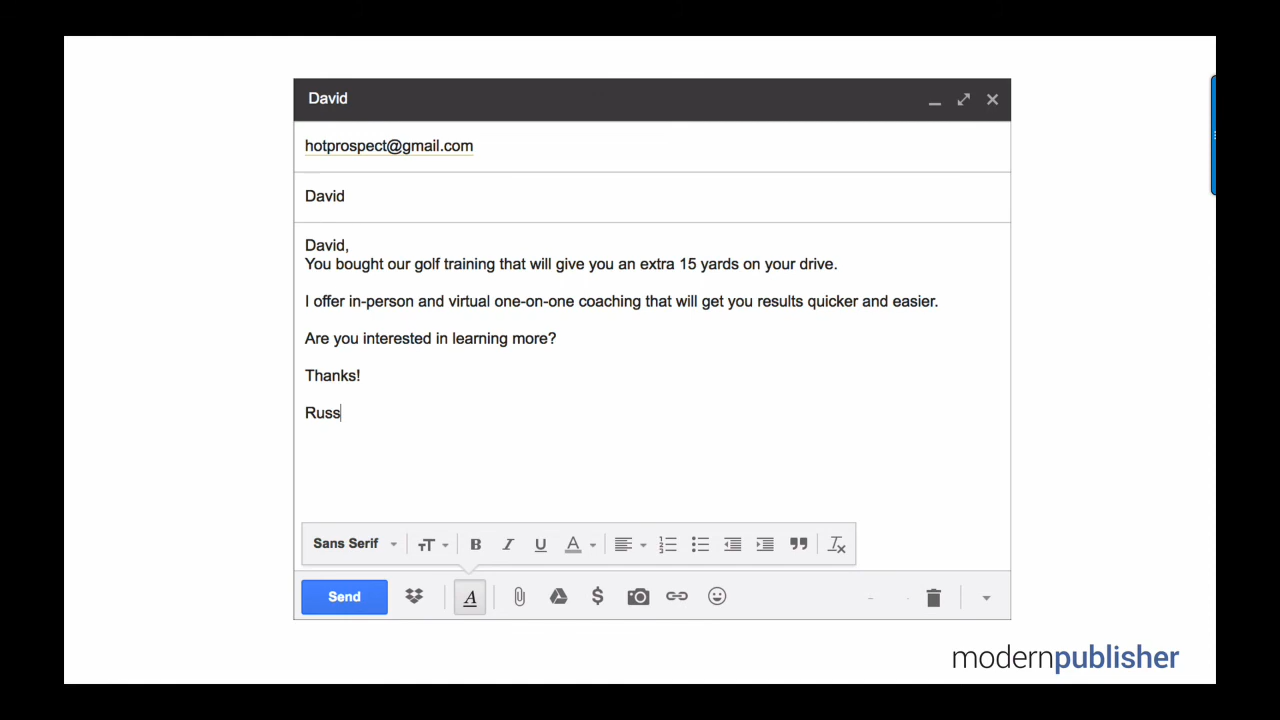 David
hotprospect@gmail.com
David
David,
You bought our golf training that will give you an extra 15 yards on your drive.
I offer in-person and virtual one-on-one coaching that will get you results quicker and easier.
Are you interested in learning more?
Thanks!
Russ
Sans Serif
Send
modernpublisher